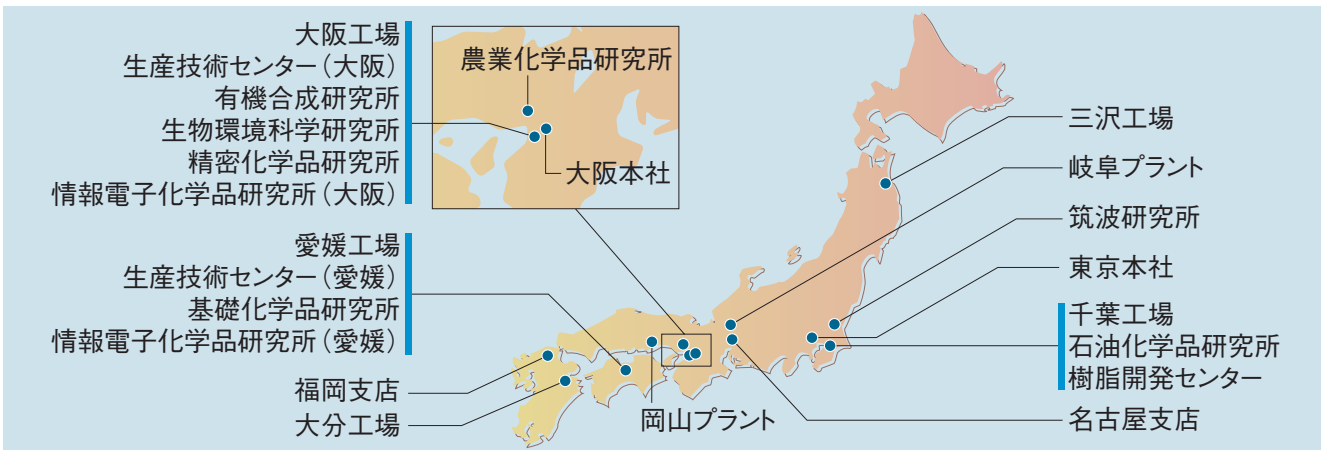 大阪工場
生産技術センター（大阪）
有機合成研究所
生物環境科学研究所
精密化学品研究所
情報電子化学品研究所（大阪）
農業化学品研究所
大阪本社
愛媛工場
生産技術センター（愛媛）
基礎化学品研究所
情報電子化学品研究所（愛媛）
福岡支店
大分工場
岡山プラント
三沢工場
岐阜プラント
筑波研究所
東京本社
千葉工場
石油化学品研究所
樹脂開発センター
名古屋支店